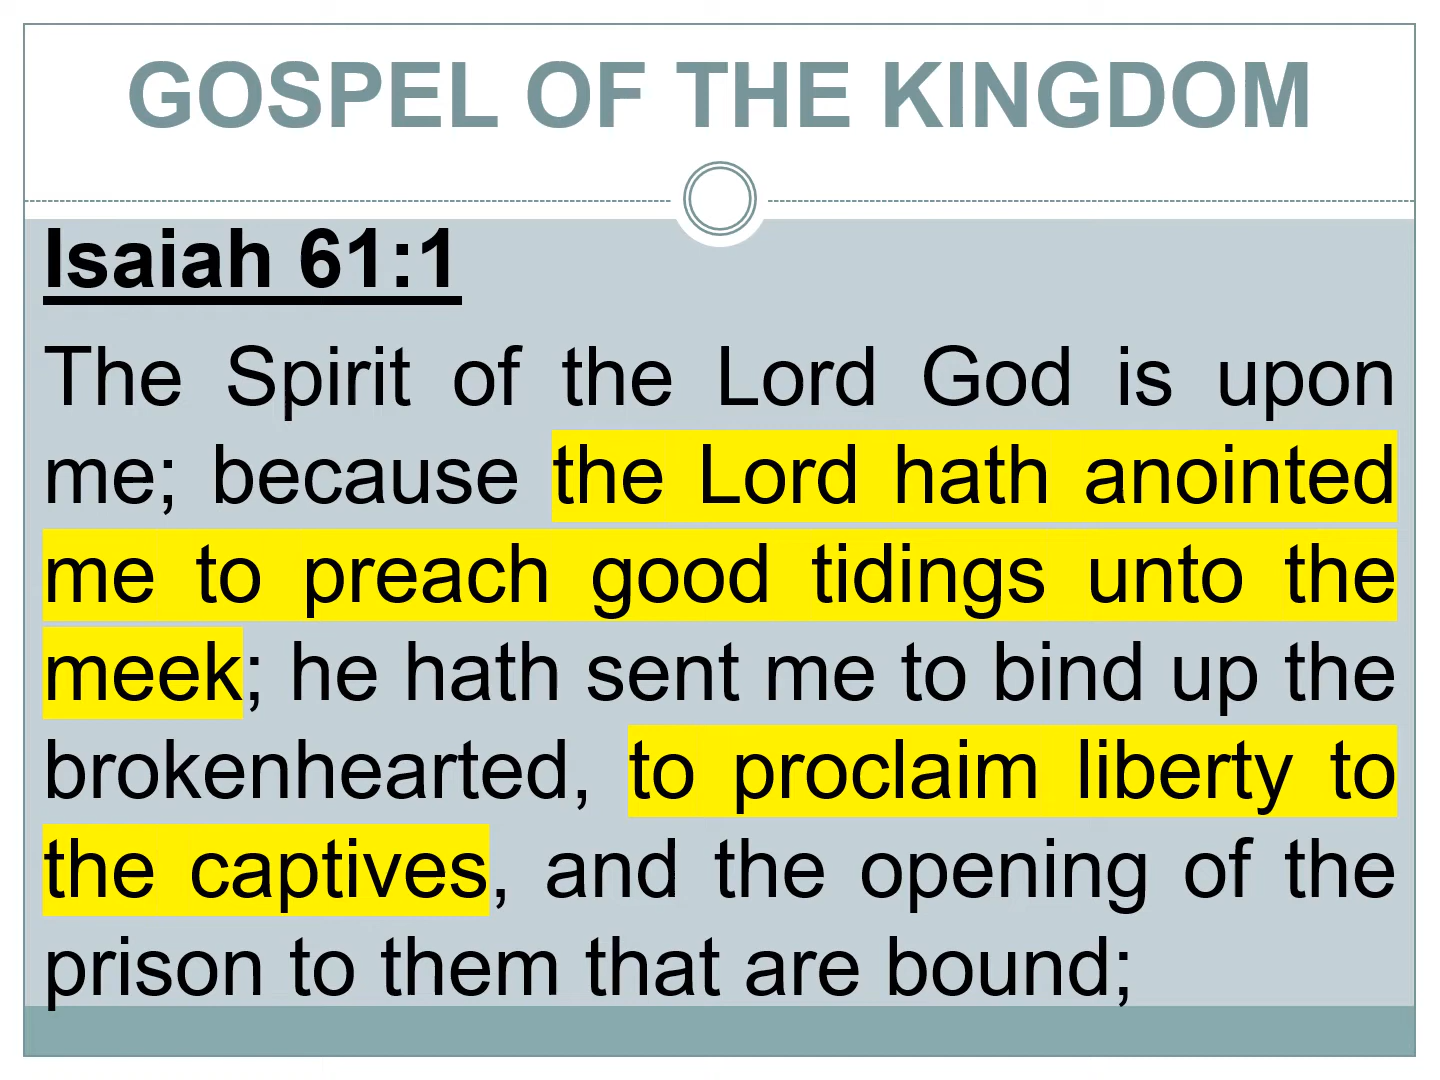 GOSPEL OF THE KINGDOM
Isaiah 61:1
The Spirit of the Lord God is upon
me; because the Lord hath anointed
me to preach good tidings unto the
meek; he hath sent me to bind up the
brokenhearted, to proclaim liberty to
the captives, and the opening of the
prison to them that are bound;